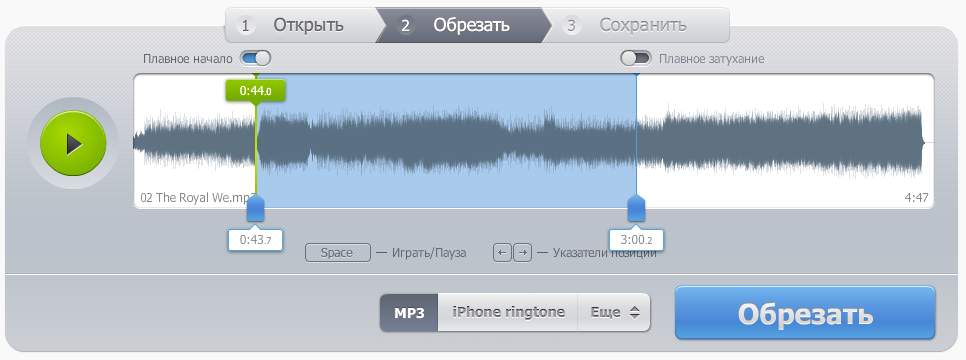 1 Открыть 2 Обрезать 3 Сохранить
Плавное начало Плавное затухание
0:44.0
02 The Royal We.mp3 4:47
0:43.7 3:00.2
Space — Играть/Пауза ← → — Указатели позиции
MP3 iPhone ringtone Еще Обрезать